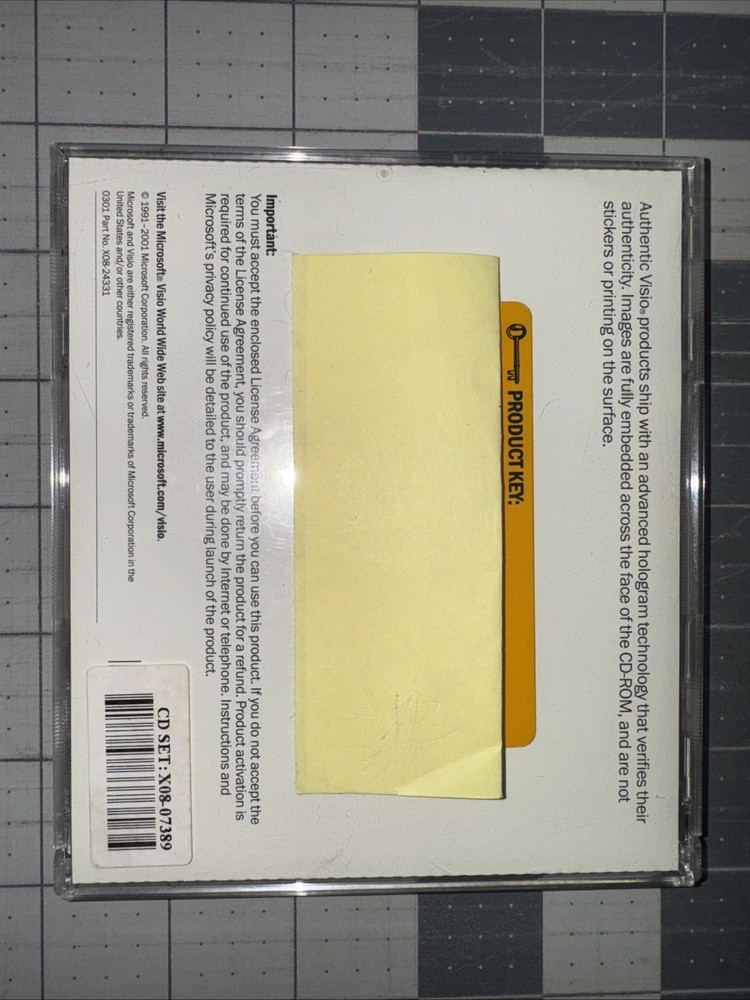 Authentic Visio® products ship with an advanced hologram technology that verifies their
authenticity. Images are fully embedded across the face of the CD-ROM, and are not
stickers or printing on the surface.
PRODUCT KEY:
Important:
You must accept the enclosed License Agreement before you can use this product. If you do not accept the
terms of the License Agreement, you should promptly return the product for a refund. Product activation is
required for continued use of the product, and may be done by Internet or telephone. Instructions and
Microsoft's privacy policy will be detailed to the user during launch of the product.
Visit the Microsoft® Visio World Wide Web site at www.microsoft.com/visio.
© 1991–2001 Microsoft Corporation. All rights reserved.
Microsoft and Visio are either registered trademarks or trademarks of Microsoft Corporation in the
United States and/or other countries.
0301 Part No. X08-24331
CD SET: X08-07389